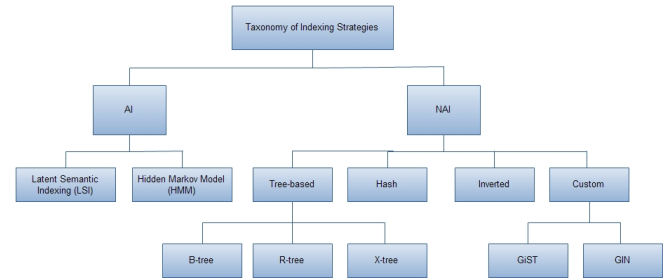 Taxonomy of Indexing Strategies
AI
NAI
Latent Semantic
Indexing (LSI)
Hidden Markov Model
(HMM)
Tree-based
Hash
Inverted
Custom
B-tree
R-tree
X-tree
GiST
GIN